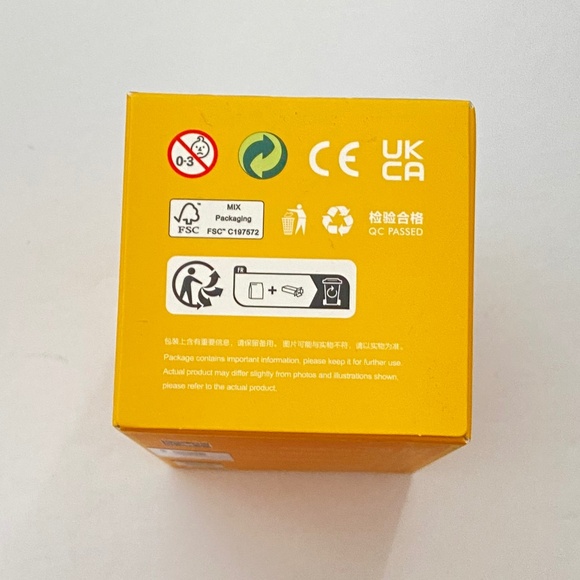 0-3
CE
UK
CA
MIX
Packaging
FSC™ C197572
FSC
检验合格
QC PASSED
FR
包装上含有重要信息，请保留备用。图片可能与实物不符，请以实物为准。
Package contains important information, please keep it for further use.
Actual product may differ slightly from photos and illustrations shown,
please refer to the actual product.